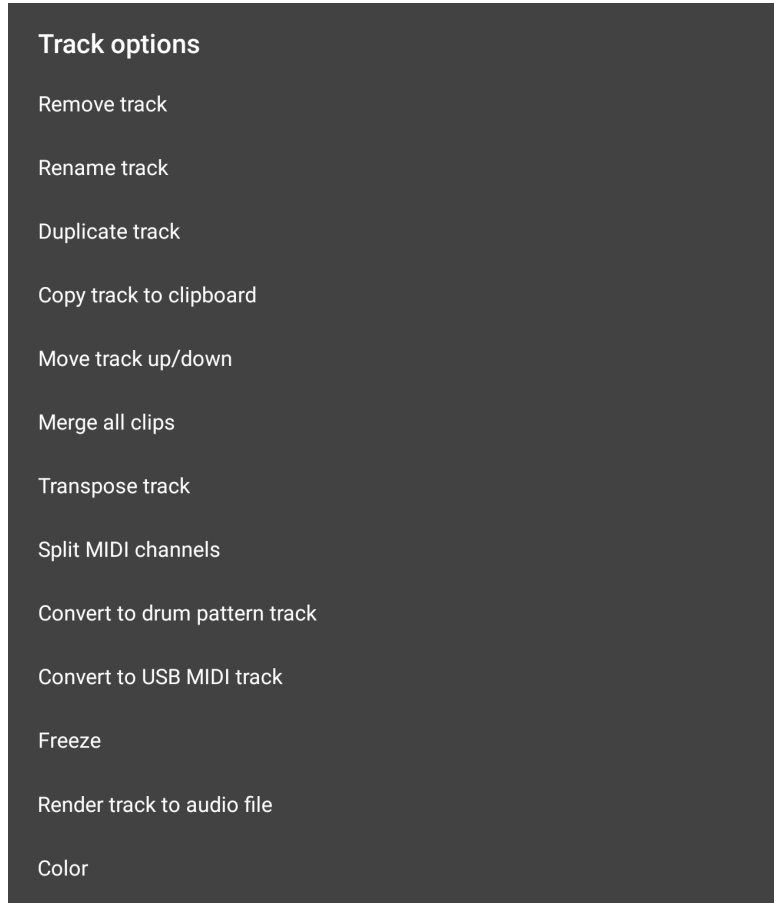 Track options
Remove track
Rename track
Duplicate track
Copy track to clipboard
Move track up/down
Merge all clips
Transpose track
Split MIDI channels
Convert to drum pattern track
Convert to USB MIDI track
Freeze
Render track to audio file
Color